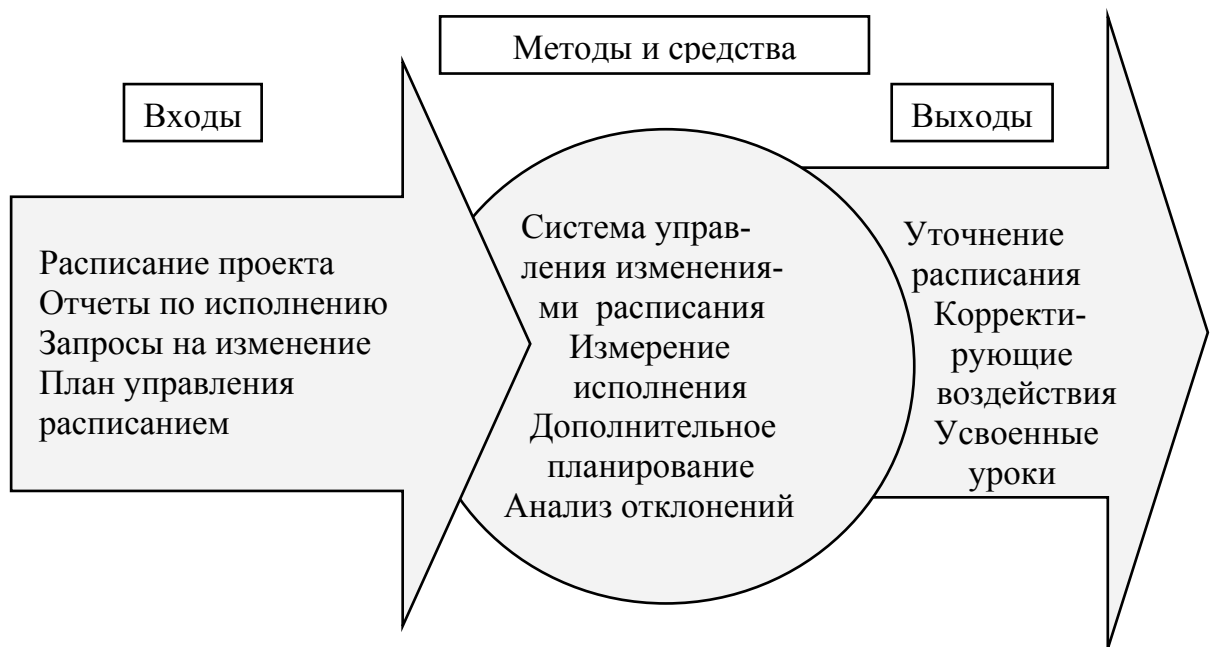 Методы и средства
Входы
Выходы
Расписание проекта
Отчеты по исполнению
Запросы на изменение
План управления
расписанием
Система управ-
ления изменения-
ми расписания
Измерение
исполнения
Дополнительное
планирование
Анализ отклонений
Уточнение
расписания
Корректи-
рующие
воздействия
Усвоенные
уроки